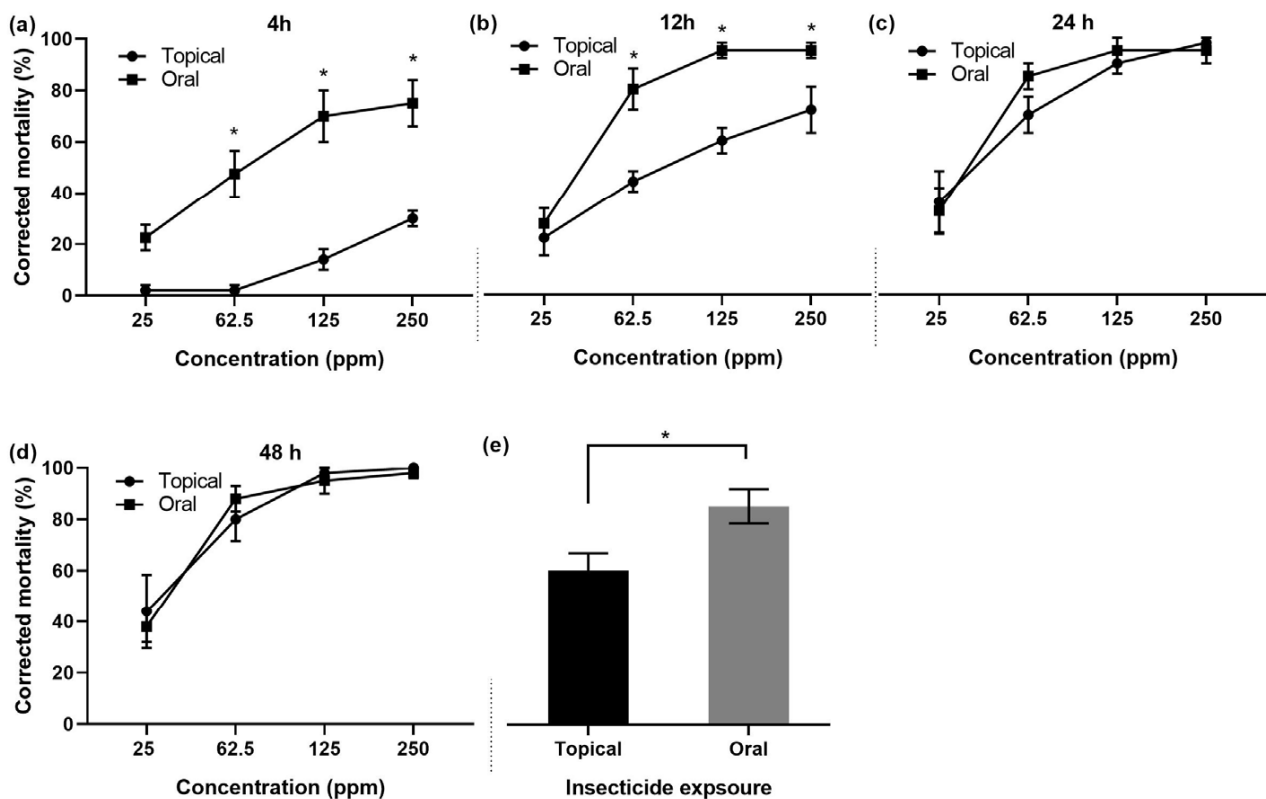 (a) 4h
Topical
Oral
Corrected mortality (%)
100
80
60
40
20
0
* * *
25 62.5 125 250
Concentration (ppm)
(b) 12h
Topical
Oral
* * *
25 62.5 125 250
Concentration (ppm)
(c) 24 h
Topical
Oral
25 62.5 125 250
Concentration (ppm)
(d) 48 h
Topical
Oral
Corrected mortality (%)
100
80
60
40
20
0
25 62.5 125 250
Concentration (ppm)
(e)
*
Topical Oral
Insecticide expsoure